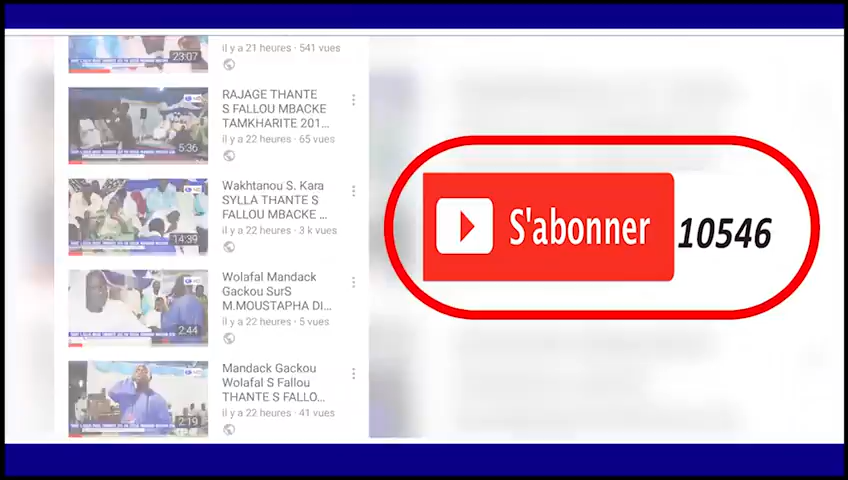 23:07
il y a 21 heures · 541 vues
RAJAGE THANTE
S FALLOU MBACKE
TAMKHARITE 201...
il y a 22 heures · 65 vues
5:36
Wakhtanou S. Kara
SYLLA THANTE S
FALLOU MBACKE ...
il y a 22 heures · 3 k vues
14:39
Wolafal Mandack
Gackou SurS
M.MOUSTAPHA DI...
il y a 22 heures · 5 vues
2:44
Mandack Gackou
Wolafal S Fallou
THANTE S FALLO...
il y a 22 heures · 41 vues
2:19
S'abonner
10546